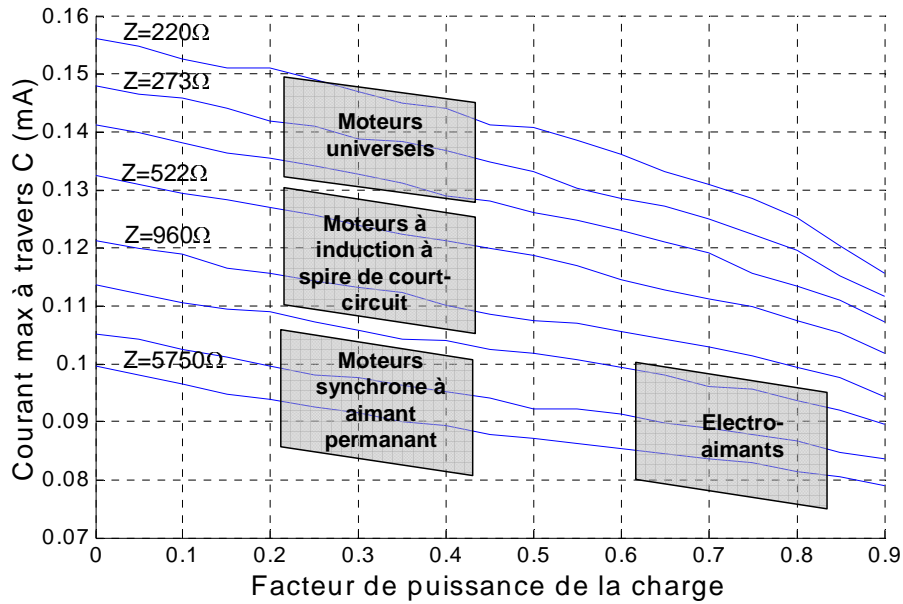 Courant max à travers C (mA)
0.16
0.15
0.14
0.13
0.12
0.11
0.1
0.09
0.08
0.07
Z=220Ω
Z=273Ω
Z=522Ω
Z=960Ω
Z=5750Ω
Moteurs
universels
Moteurs à
induction à
spire de court-
circuit
Moteurs
synchrone à
aimant
permanant
Electro-
aimants
0
0.1
0.2
0.3
0.4
0.5
0.6
0.7
0.8
0.9
Facteur de puissance de la charge